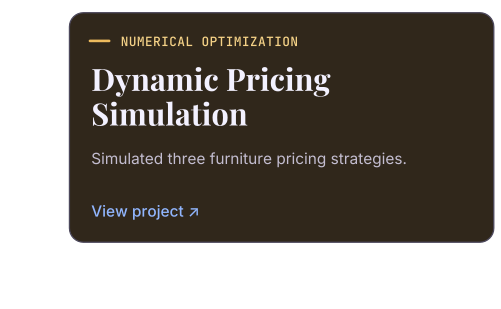 NUMERICAL OPTIMIZATION
Dynamic Pricing
Simulation
Simulated three furniture pricing strategies.
View project ↗